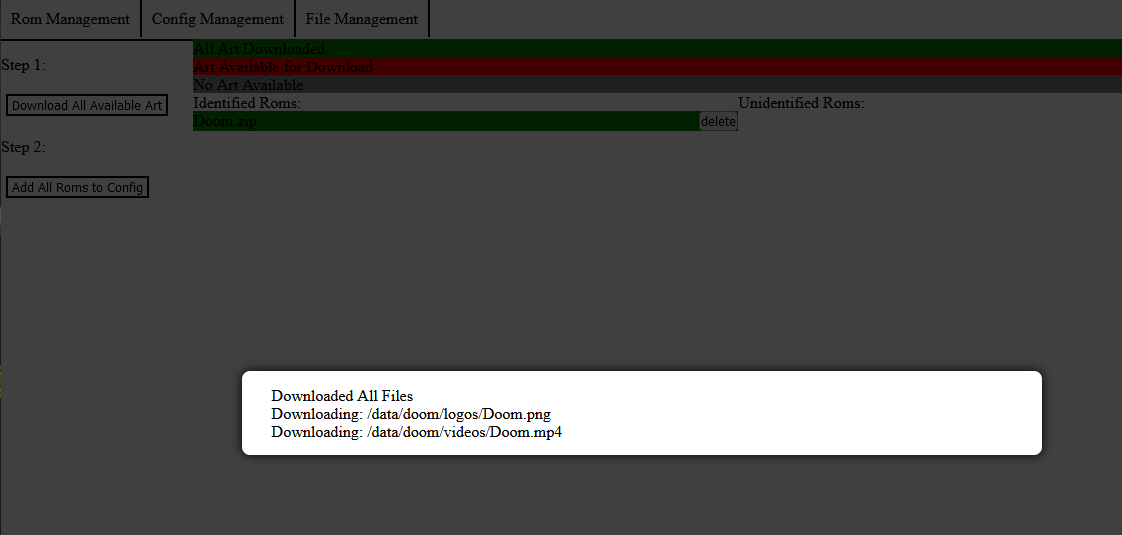 Rom Management
Config Management
File Management
Step 1:
Download All Available Art
Step 2:
Add All Roms to Config
All Art Downloaded
Art Available for Download
No Art Available
Identified Roms:
Unidentified Roms:
Doom.zip
delete
Downloaded All Files
Downloading: /data/doom/logos/Doom.png
Downloading: /data/doom/videos/Doom.mp4